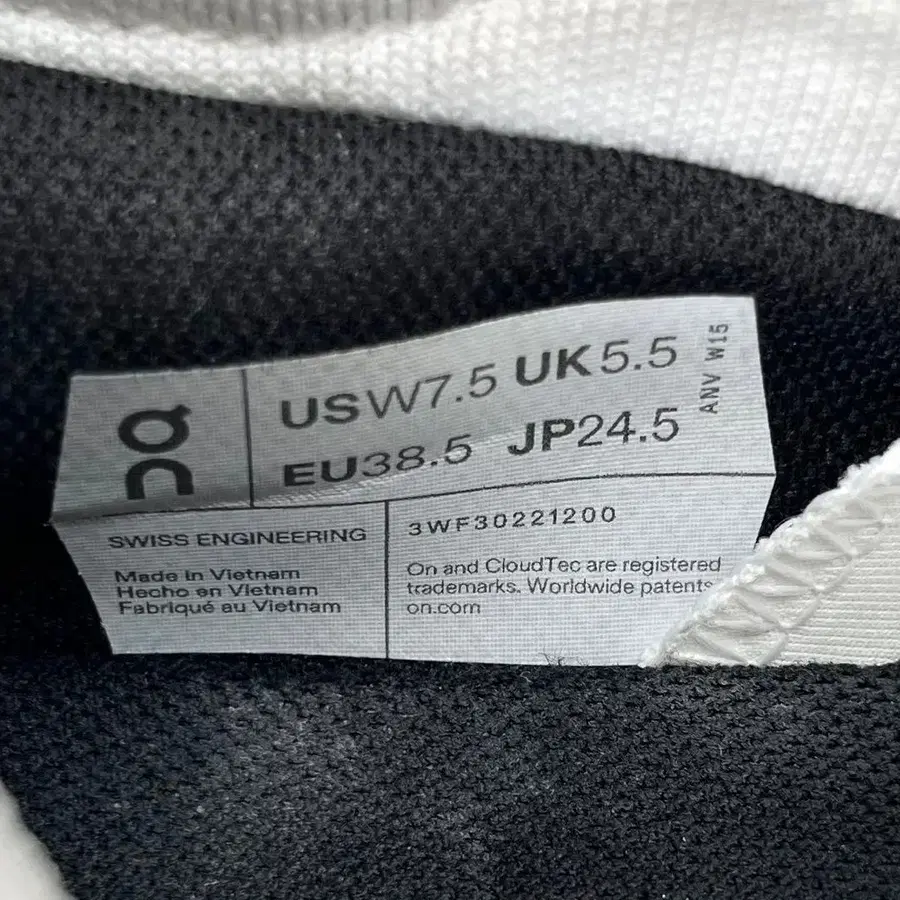 on
USW7.5 UK5.5
EU38.5 JP24.5
ANV W15
SWISS ENGINEERING
Made in Vietnam
Hecho en Vietnam
Fabriqué au Vietnam
3WF30221200
On and CloudTec are registered
trademarks. Worldwide patents
on.com